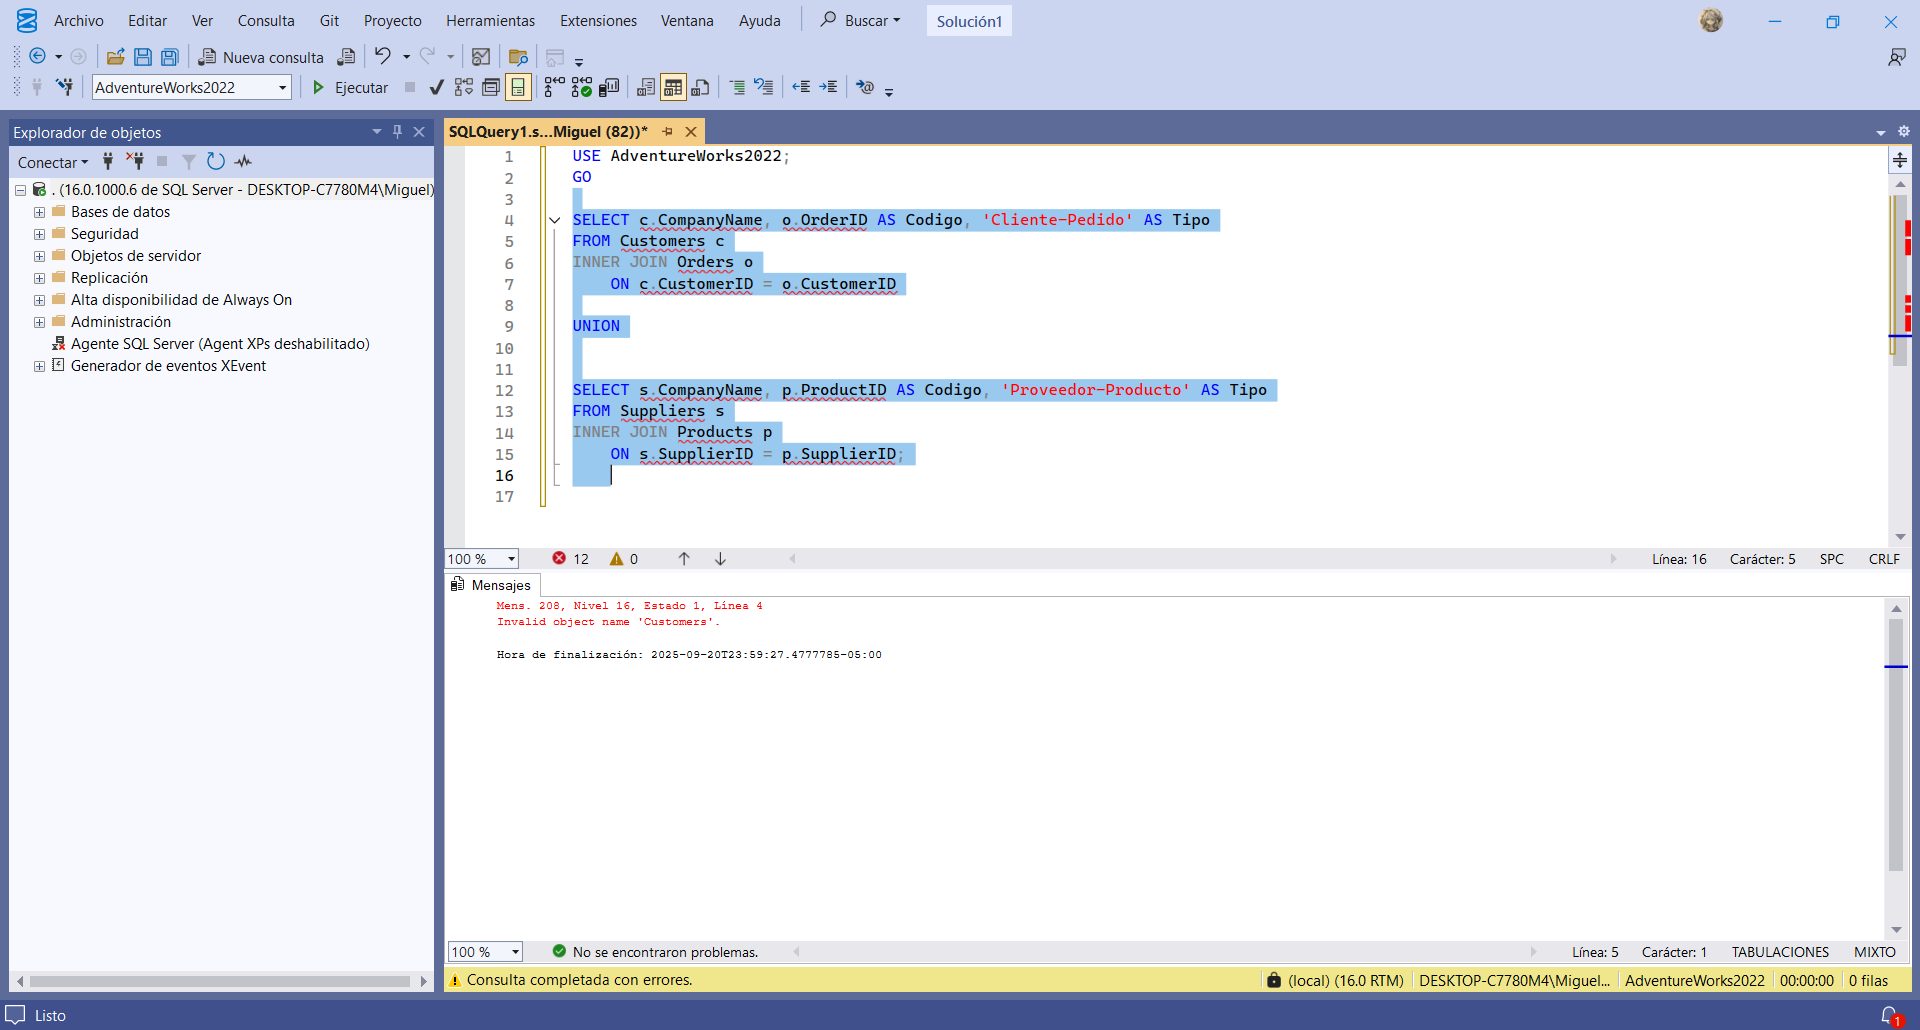 Archivo Editar Ver Consulta Git Proyecto Herramientas Extensiones Ventana Ayuda Buscar Solución1
Nueva consulta
AdventureWorks2022 Ejecutar
Explorador de objetos
Conectar
. (16.0.1000.6 de SQL Server - DESKTOP-C7780M4\Miguel)
Bases de datos
Seguridad
Objetos de servidor
Replicación
Alta disponibilidad de Always On
Administración
Agente SQL Server (Agent XPs deshabilitado)
Generador de eventos XEvent
SQLQuery1.s...Miguel (82))*
1 USE AdventureWorks2022;
2 GO
3
4 SELECT c.CompanyName, o.OrderID AS Codigo, 'Cliente-Pedido' AS Tipo
5 FROM Customers c
6 INNER JOIN Orders o
7 ON c.CustomerID = o.CustomerID
8
9 UNION
10
11
12 SELECT s.CompanyName, p.ProductID AS Codigo, 'Proveedor-Producto' AS Tipo
13 FROM Suppliers s
14 INNER JOIN Products p
15 ON s.SupplierID = p.SupplierID;
16
17
100 % 12 0 Línea: 16 Carácter: 5 SPC CRLF
Mensajes
Mens. 208, Nivel 16, Estado 1, Línea 4
Invalid object name 'Customers'.
Hora de finalización: 2025-09-20T23:59:27.4777785-05:00
100 % No se encontraron problemas. Línea: 5 Carácter: 1 TABULACIONES MIXTO
Consulta completada con errores. (local) (16.0 RTM) DESKTOP-C7780M4\Miguel... AdventureWorks2022 00:00:00 0 filas
Listo 1